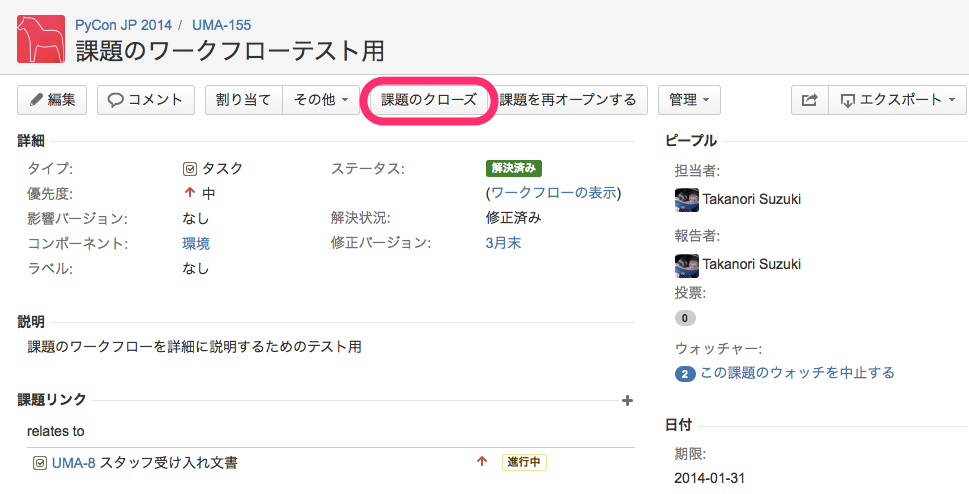 PyCon JP 2014 / UMA-155
課題のワークフローテスト用
編集 コメント 割り当て その他 課題のクローズ 課題を再オープンする 管理 エクスポート
詳細
タイプ: タスク ステータス: 解決済み
優先度: 中 (ワークフローの表示)
影響バージョン: なし 解決状況: 修正済み
コンポーネント: 環境 修正バージョン: 3月末
ラベル: なし
説明
課題のワークフローを詳細に説明するためのテスト用
課題リンク
relates to
UMA-8 スタッフ受け入れ文書 進行中
ピープル
担当者:
Takanori Suzuki
報告者:
Takanori Suzuki
投票:
0
ウォッチャー:
2 この課題のウォッチを中止する
日付
期限:
2014-01-31